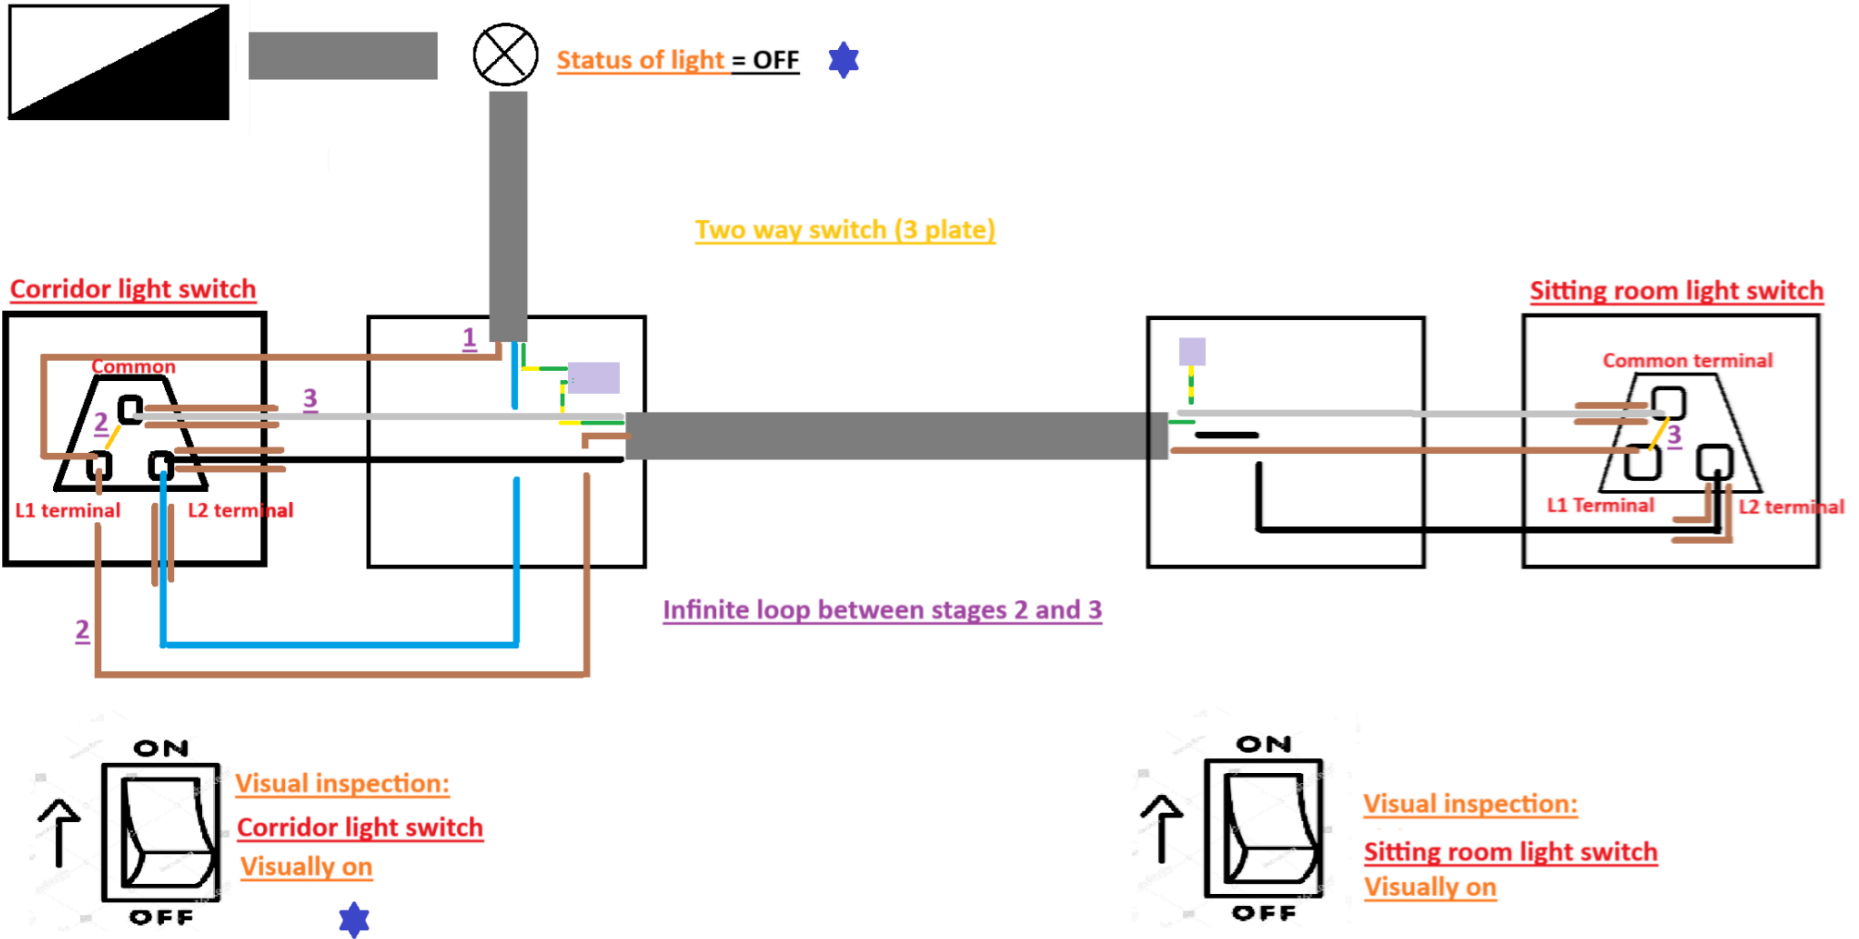 Status of light = OFF
Two way switch (3 plate)
Corridor light switch
Sitting room light switch
1
Common
Common terminal
3
2
3
L1 terminal
L2 terminal
L1 Terminal
L2 terminal
2
Infinite loop between stages 2 and 3
ON
Visual inspection:
Corridor light switch
Visually on
OFF
ON
Visual inspection:
Sitting room light switch
Visually on
OFF